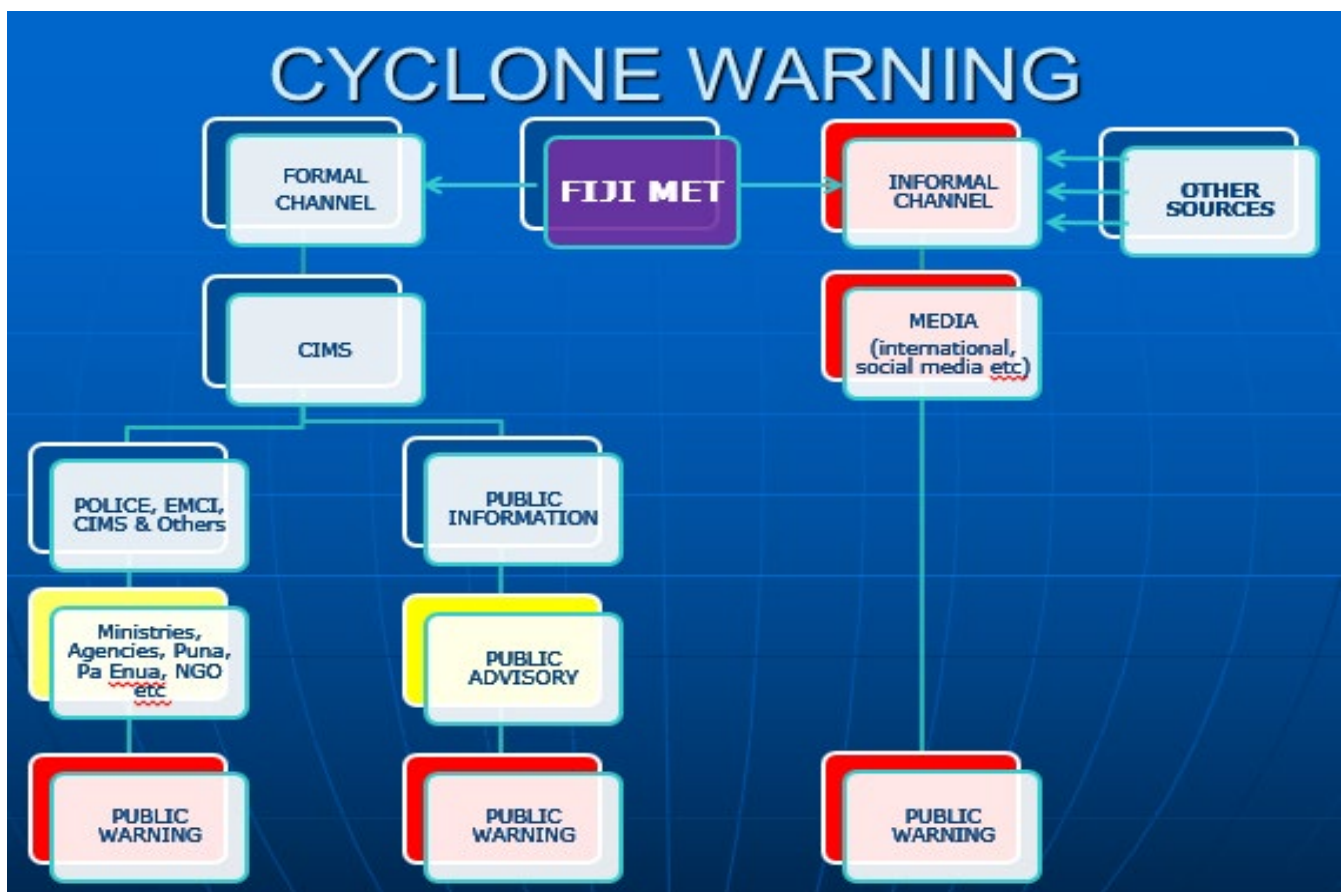 CYCLONE WARNING
FORMAL
CHANNEL
FIJI MET
INFORMAL
CHANNEL
OTHER
SOURCES
CIMS
MEDIA
(international,
social media etc)
POLICE, EMCI,
CIMS & Others
PUBLIC
INFORMATION
Ministries,
Agencies, Puna,
Pa Enua, NGO
etc
PUBLIC
ADVISORY
PUBLIC
WARNING
PUBLIC
WARNING
PUBLIC
WARNING